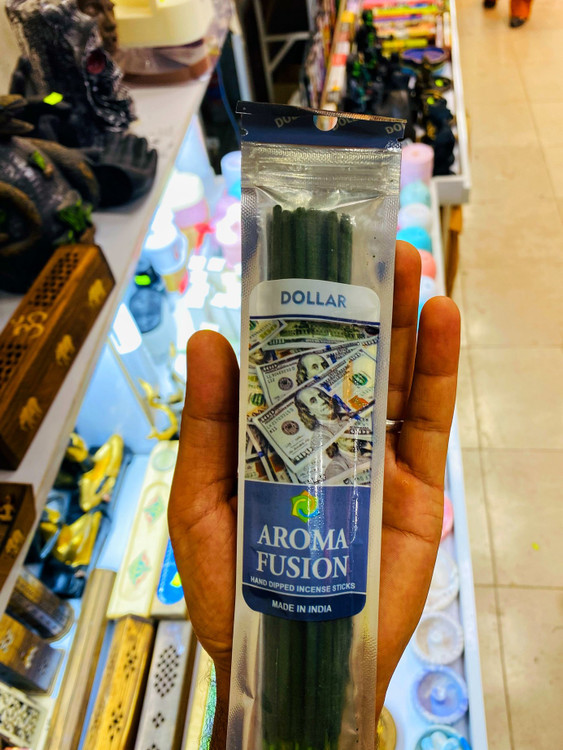 DOLLAR
AROMA
FUSION
HAND DIPPED INCENSE STICKS
MADE IN INDIA